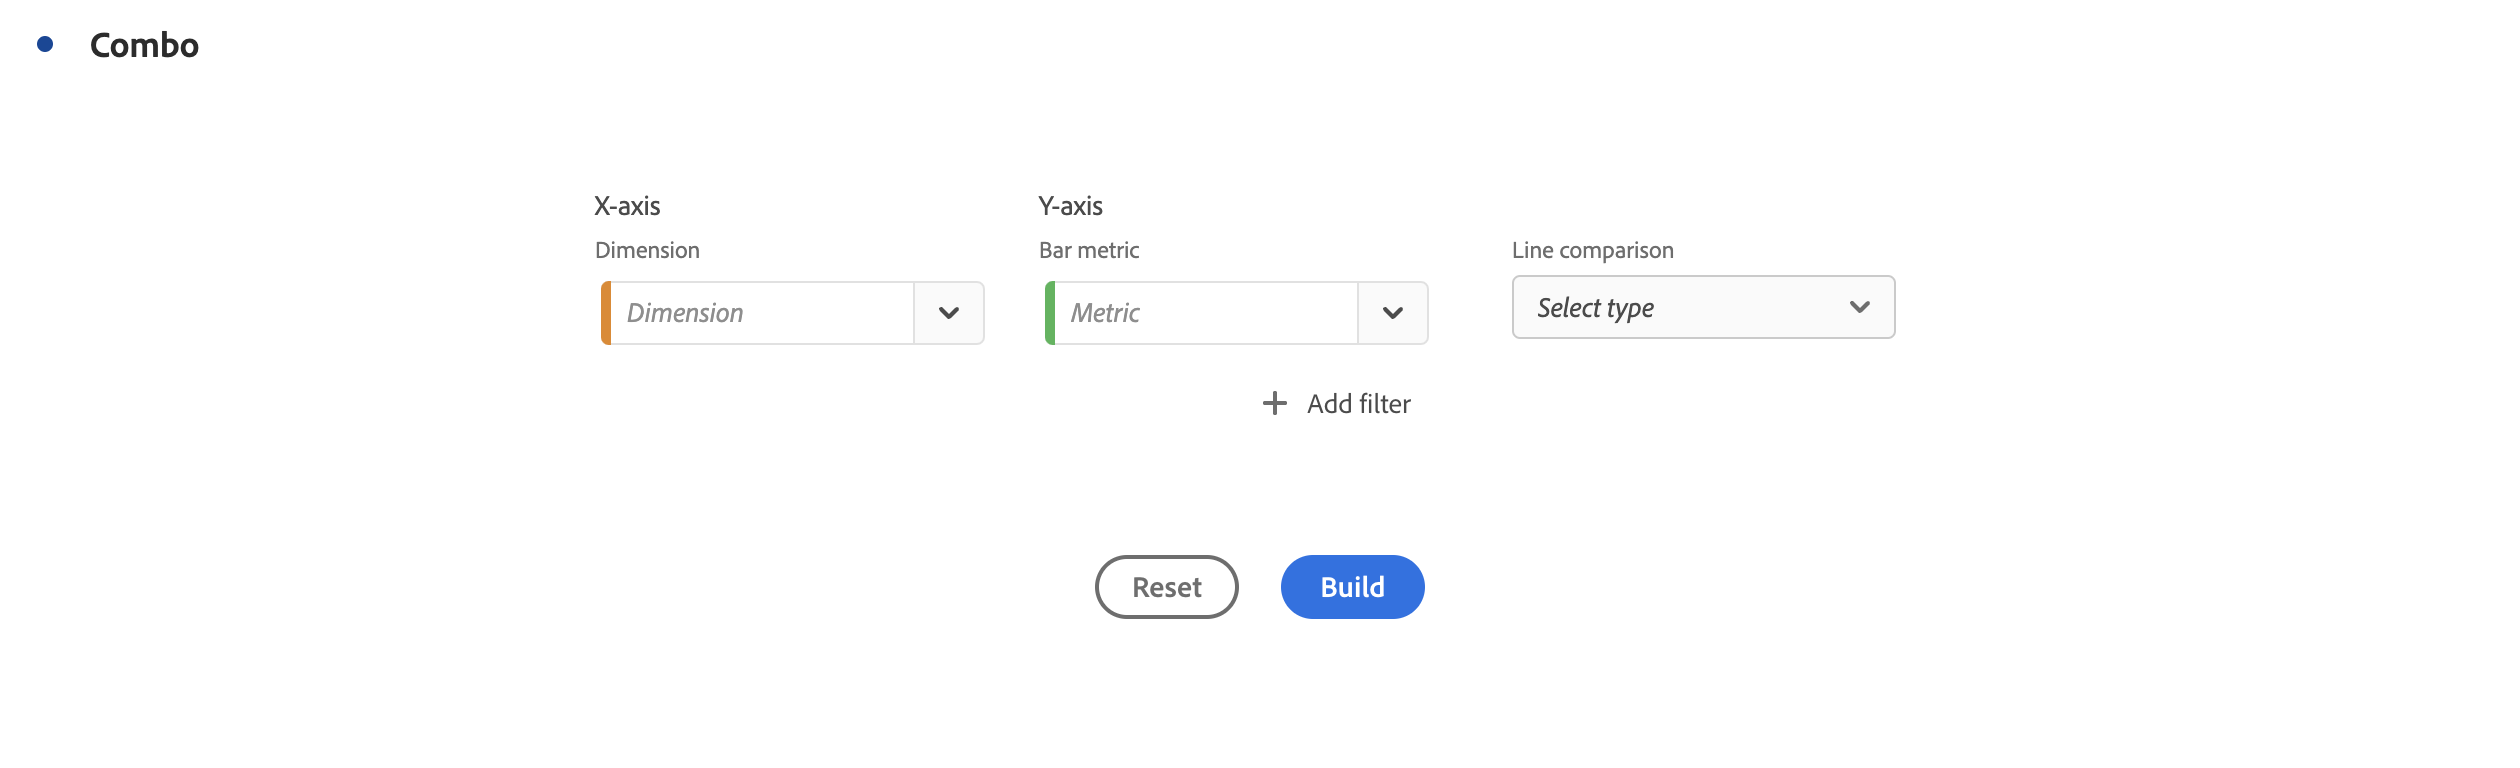 Combo
X-axis
Y-axis
Dimension
Bar metric
Line comparison
Dimension
Metric
Select type
Add filter
Reset
Build